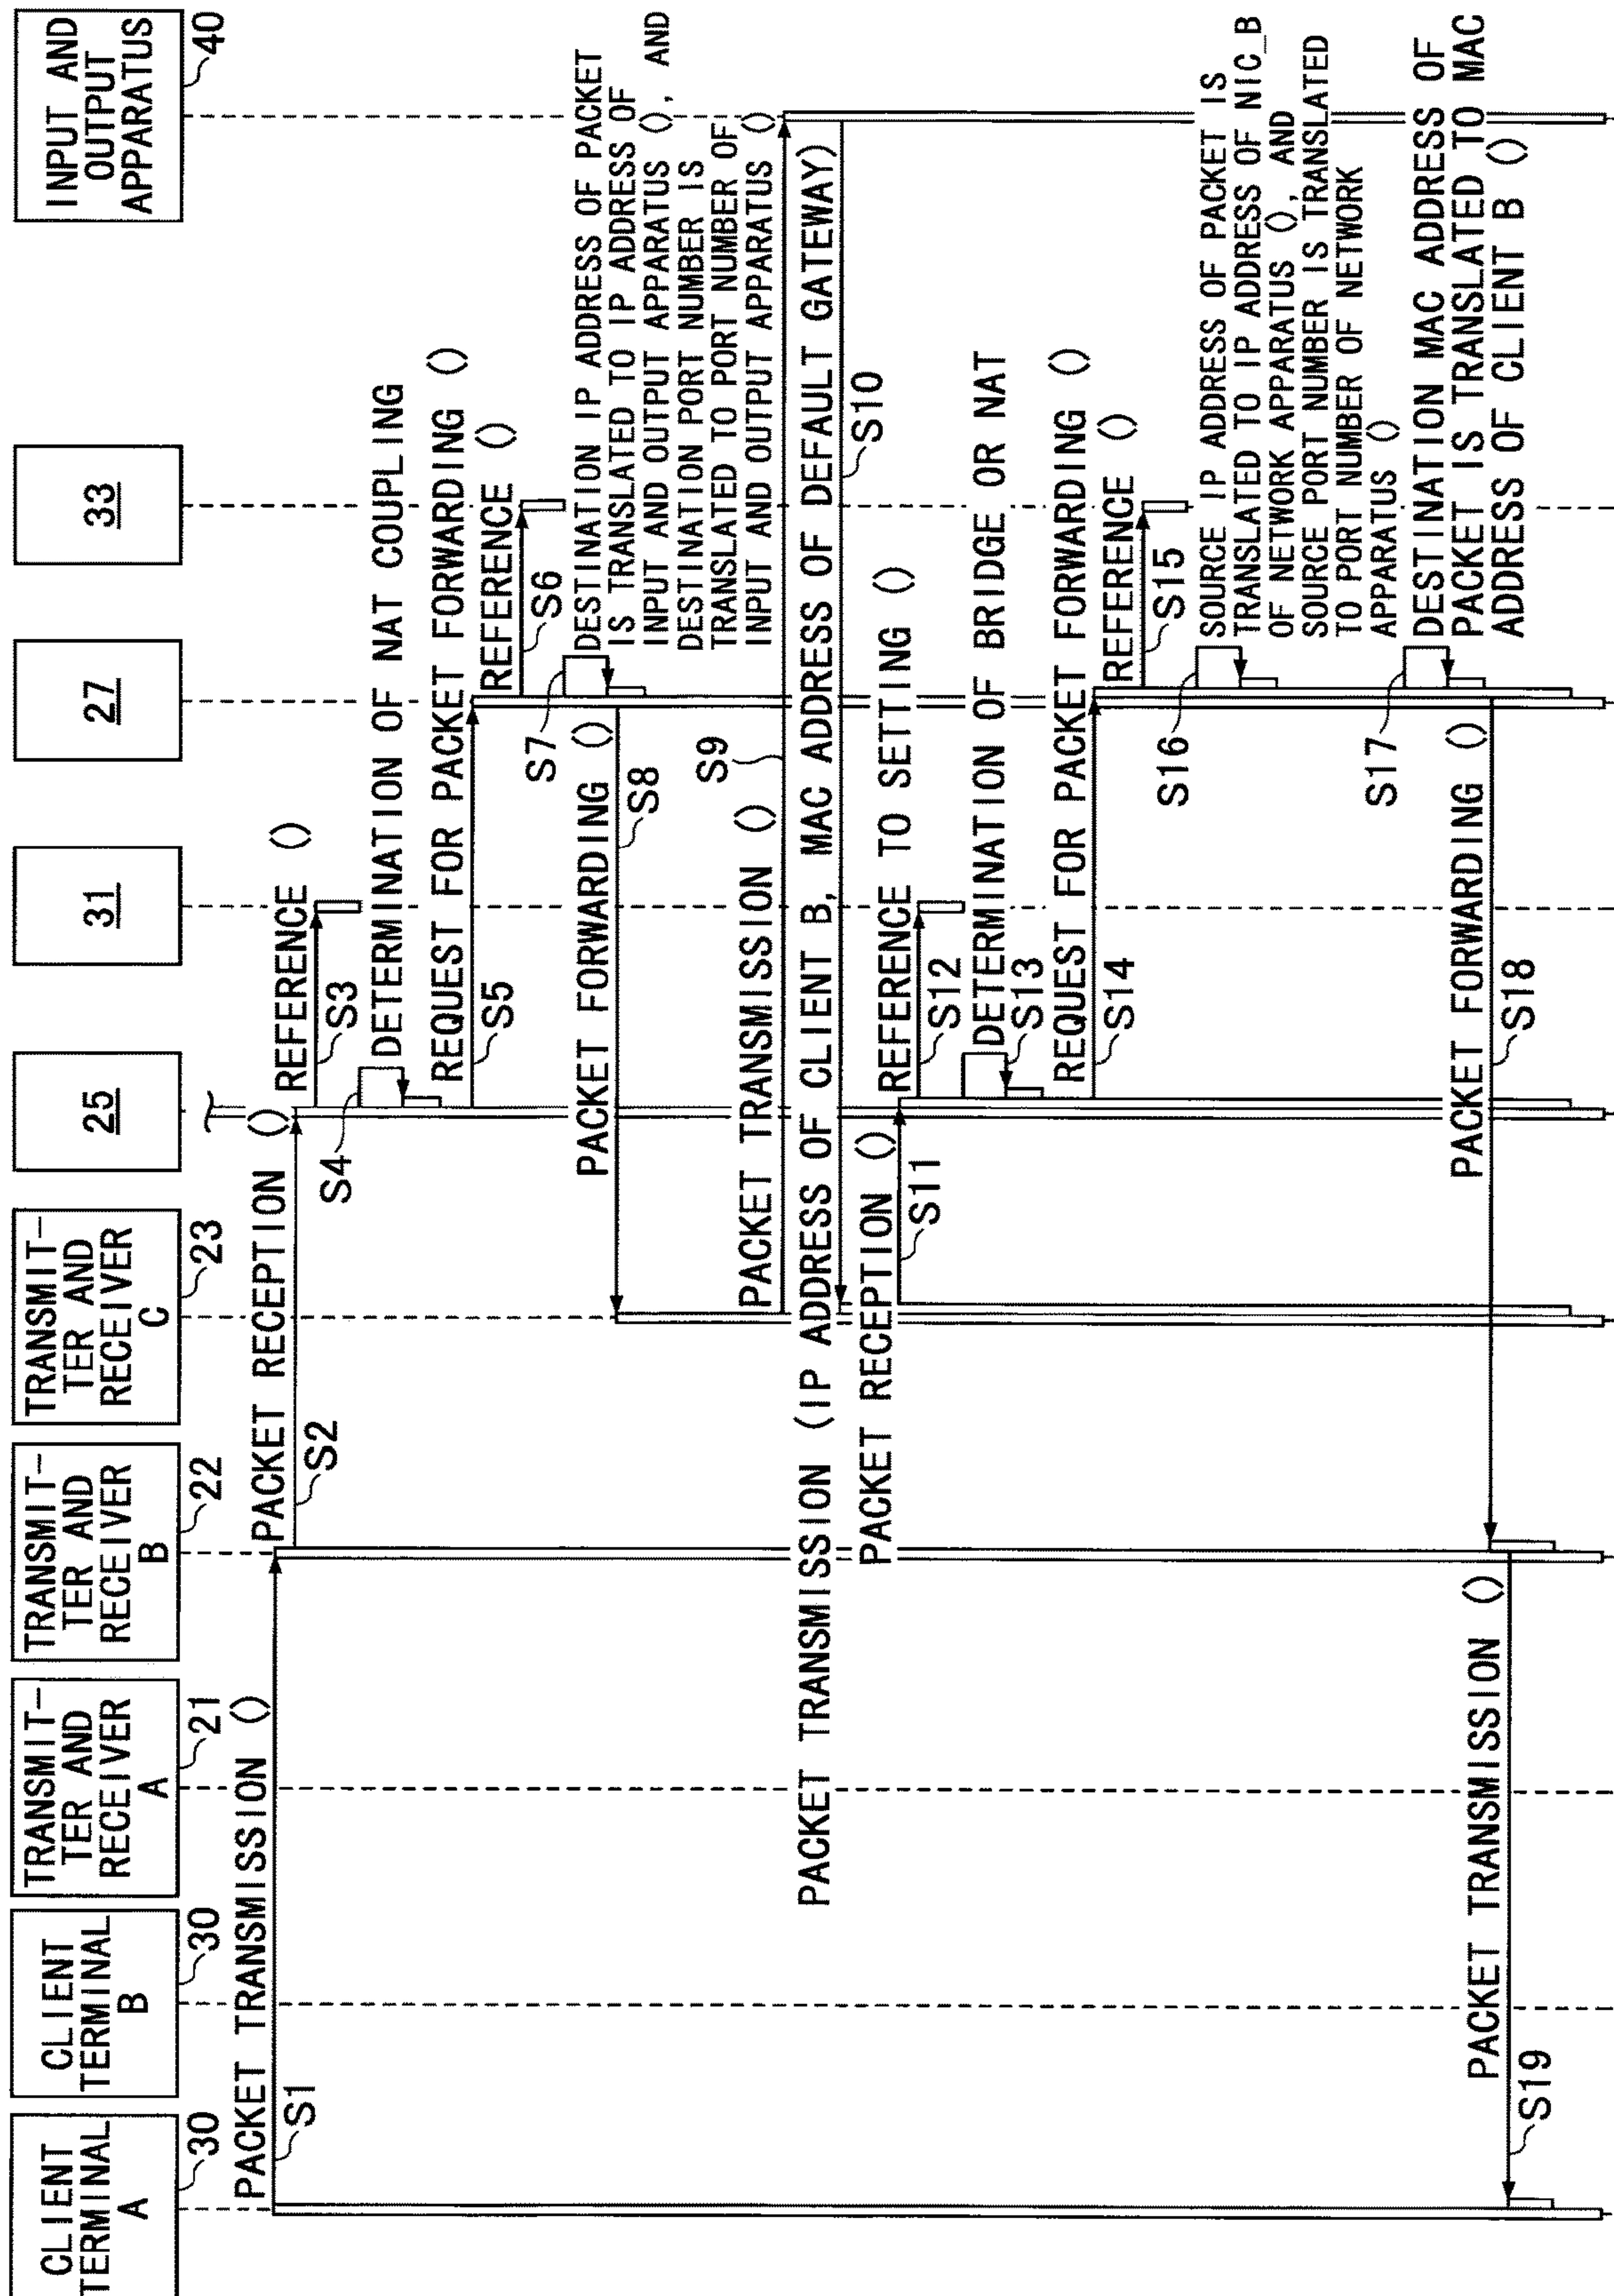 CLIENT
TERMINAL
A
30
CLIENT
TERMINAL
B
30
TRANSMIT-
TER AND
RECEIVER
A
21
TRANSMIT-
TER AND
RECEIVER
B
22
TRANSMIT-
TER AND
RECEIVER
C
23
25
31
27
33
INPUT AND
OUTPUT
APPARATUS
40
PACKET TRANSMISSION ()
S1
PACKET RECEPTION ()
S2
REFERENCE ()
S3
S4
DETERMINATION OF NAT COUPLING
REQUEST FOR PACKET FORWARDING ()
S5
REFERENCE ()
S6
S7
DESTINATION IP ADDRESS OF PACKET
IS TRANSLATED TO IP ADDRESS OF
INPUT AND OUTPUT APPARATUS (), AND
DESTINATION PORT NUMBER IS
TRANSLATED TO PORT NUMBER OF
INPUT AND OUTPUT APPARATUS ()
PACKET FORWARDING ()
S8
PACKET TRANSMISSION ()
S9
PACKET TRANSMISSION (IP ADDRESS OF CLIENT B, MAC ADDRESS OF DEFAULT GATEWAY)
S10
PACKET RECEPTION ()
S11
REFERENCE TO SETTING ()
S12
DETERMINATION OF BRIDGE OR NAT
S13
REQUEST FOR PACKET FORWARDING ()
S14
REFERENCE ()
S15
S16
SOURCE IP ADDRESS OF PACKET IS
TRANSLATED TO IP ADDRESS OF NIC_B
OF NETWORK APPARATUS (), AND
SOURCE PORT NUMBER IS TRANSLATED
TO PORT NUMBER OF NETWORK
APPARATUS ()
S17
DESTINATION MAC ADDRESS OF
PACKET IS TRANSLATED TO MAC
ADDRESS OF CLIENT B ()
PACKET FORWARDING ()
S18
PACKET TRANSMISSION ()
S19